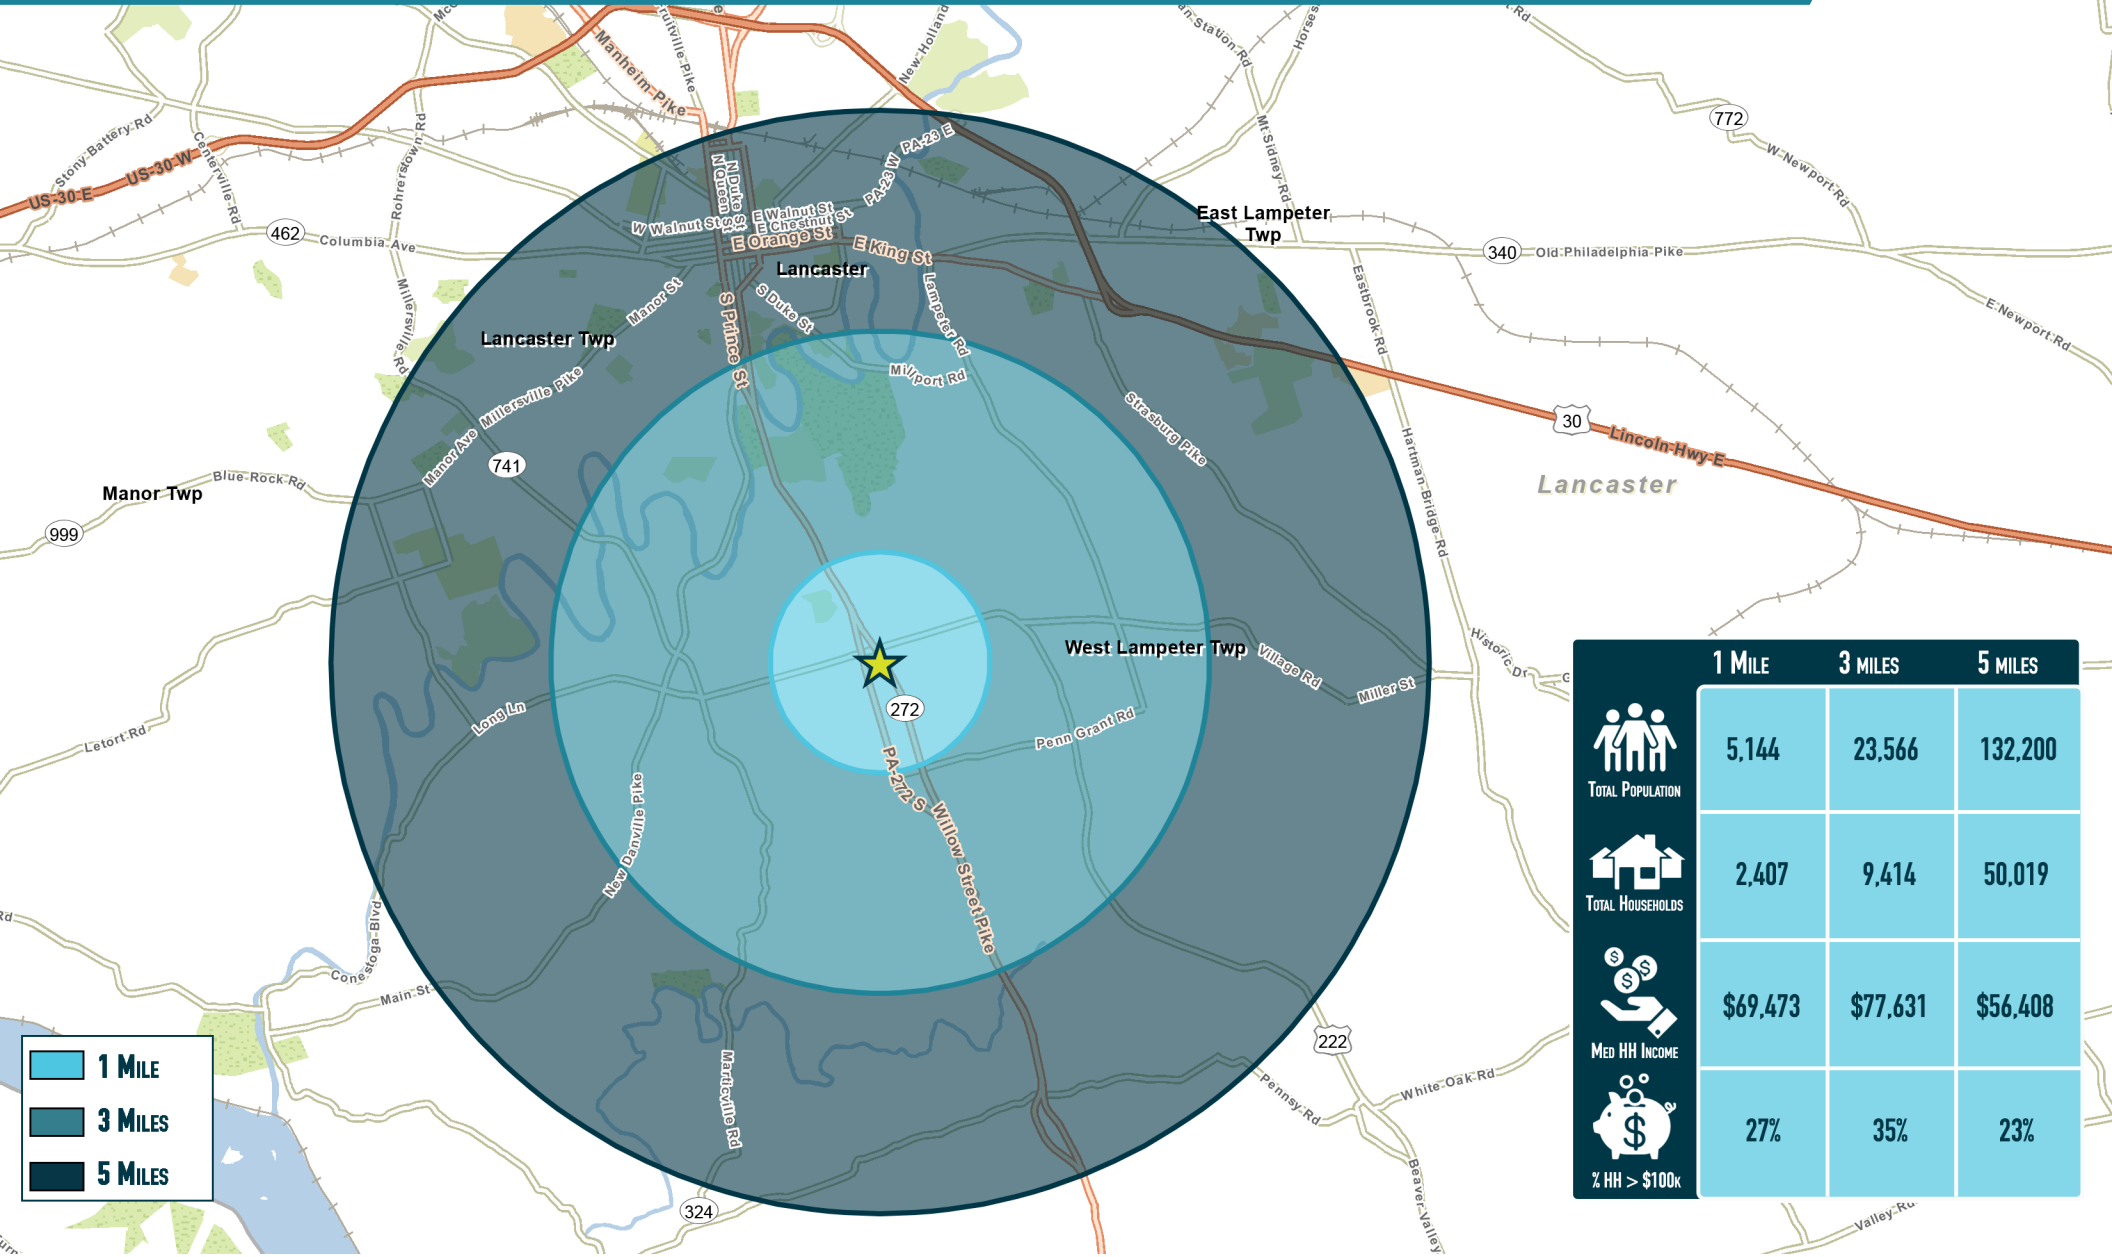 Manheim Pike
Fruitville Pike
New Holland
Station Rd
Horses
Rd
772
W Newport Rd
Stony Battery Rd
Centerville Rd
Rohrerstown Rd
US-30 E
US-30 W
PA-23 E
PA-23 W
Mt Sidney Rd
N Queen St
N Duke St
462
Columbia Ave
W Walnut St
E Walnut St
E Chestnut St
E Orange St
E King St
East Lampeter
Twp
340
Old Philadelphia Pike
E Newport Rd
Lancaster
Millersville Rd
Manor St
S Prince St
S Duke St
Lampeter Rd
Eastbrook Rd
Lancaster Twp
Millersville Pike
Millport Rd
Strasburg Pike
30
Lincoln Hwy E
Manor Ave
741
Hartman Bridge Rd
Lancaster
Manor Twp
Blue Rock Rd
999
West Lampeter Twp
Village Rd
Miller St
Historic Dr
Long Ln
272
Penn Grant Rd
Letort Rd
PA-272 S
New Danville Pike
Willow Street Pike
Rd
Conestoga Blvd
Main St
Marticville Rd
222
Pennsy Rd
White Oak Rd
Beaver Valley
324
Valley Rd
1 Mile
3 Miles
5 Miles
1 Mile 3 miles 5 miles
Total Population 5,144 23,566 132,200
Total Households 2,407 9,414 50,019
Med HH Income $69,473 $77,631 $56,408
% HH > $100k 27% 35% 23%